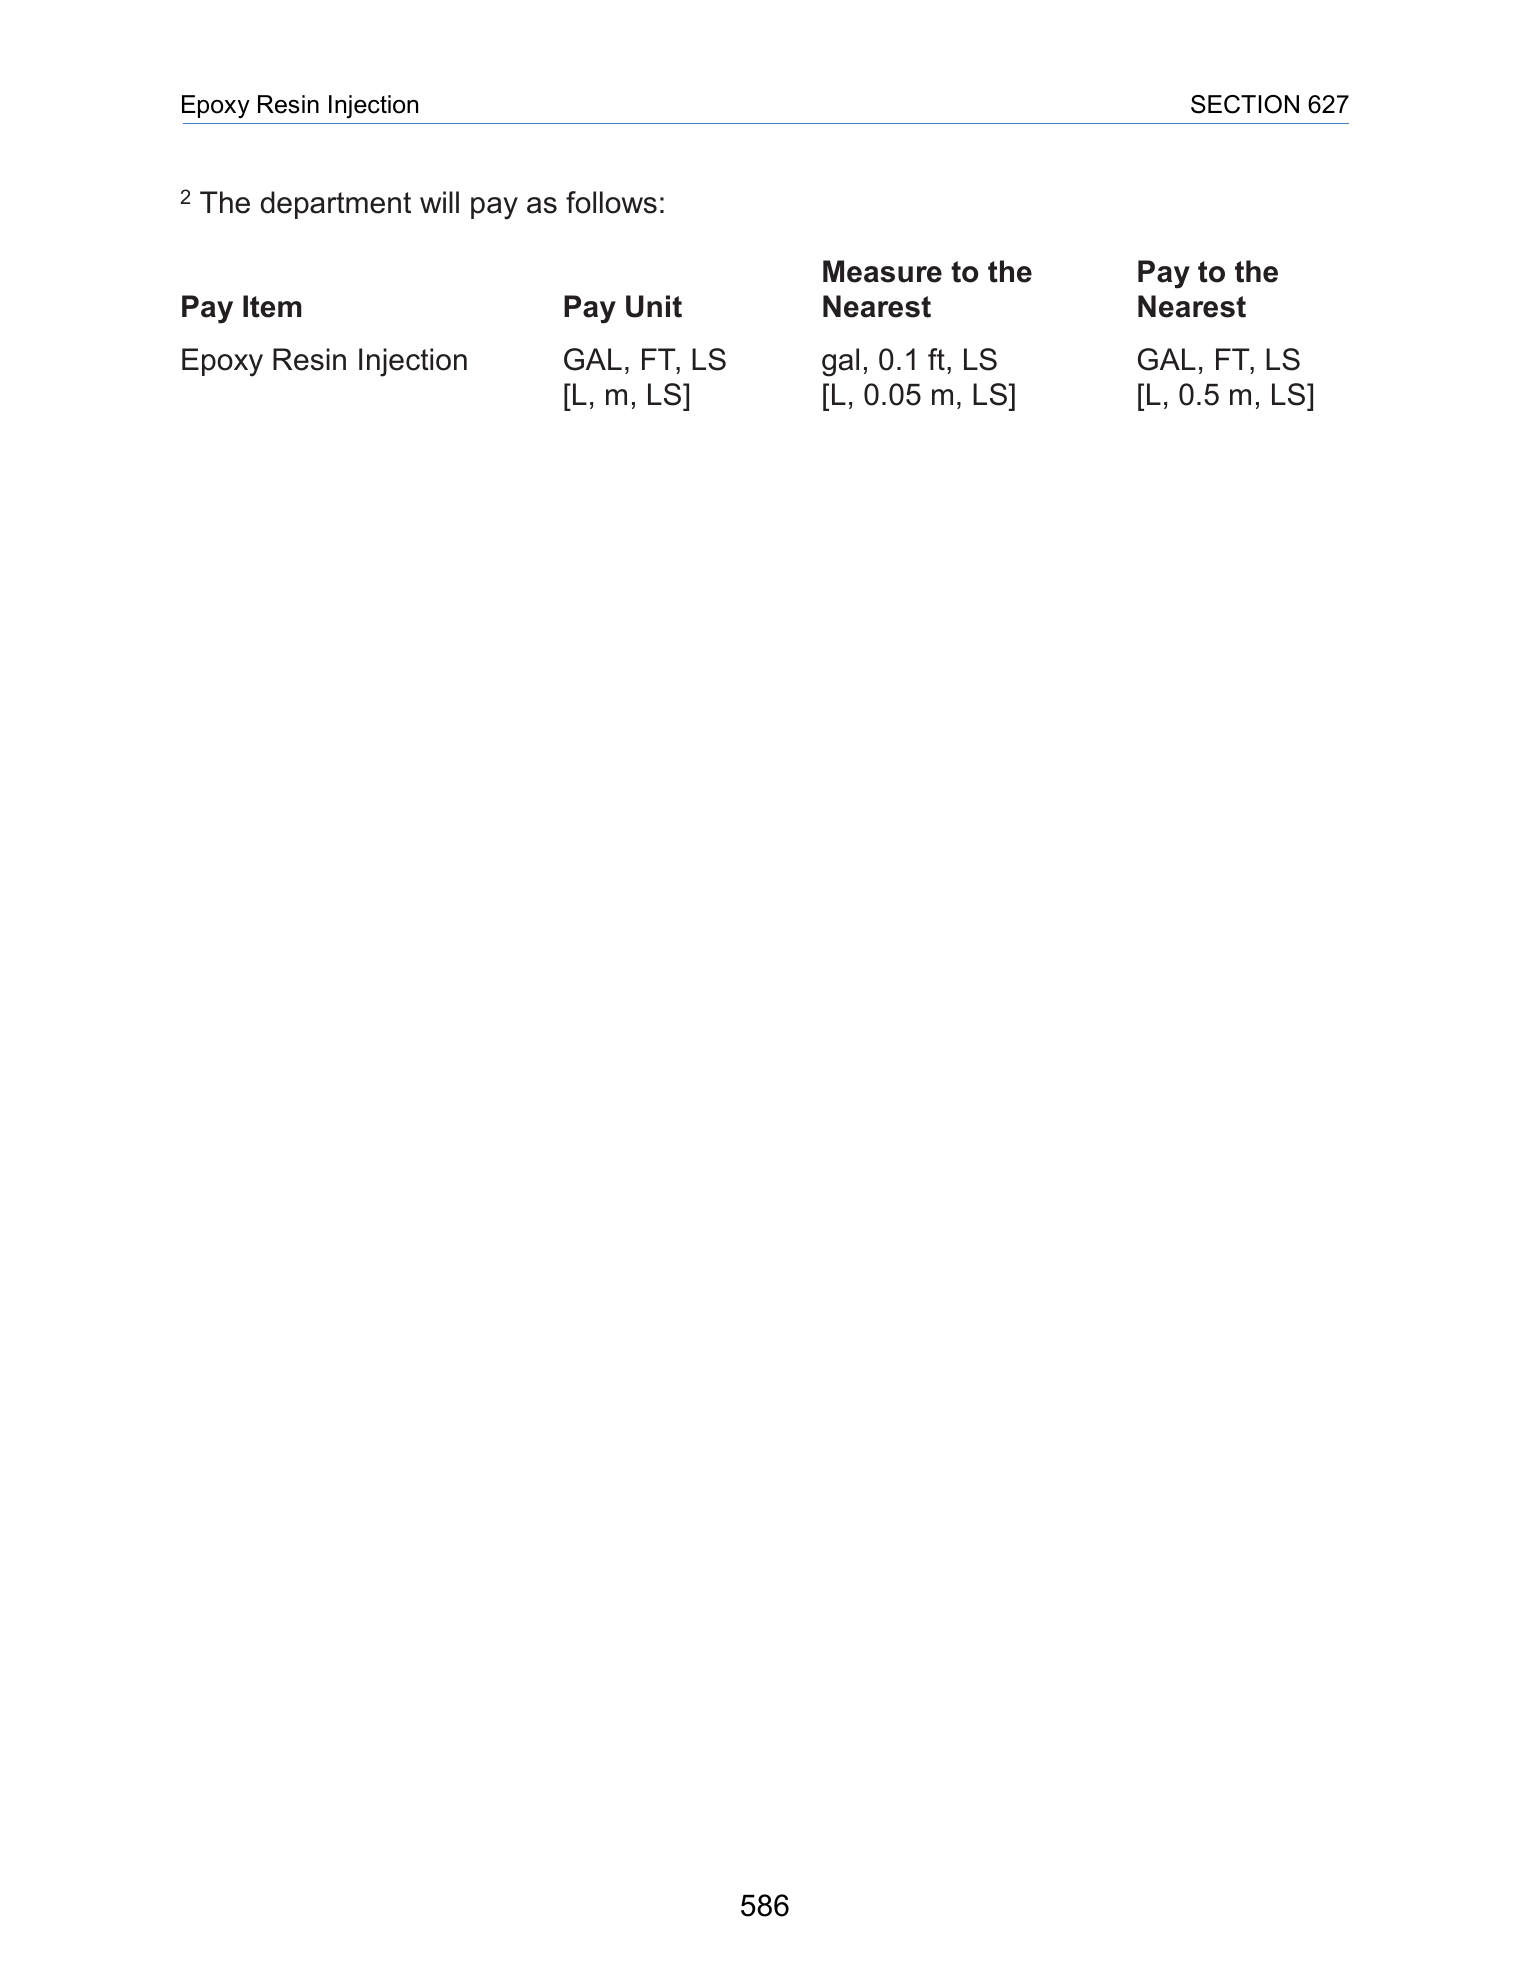 Epoxy Resin Injection SECTION 627
2 The department will pay as follows:
Measure to the Pay to the
Pay Item Pay Unit Nearest Nearest
Epoxy Resin Injection GAL, FT, LS gal, 0.1 ft, LS GAL, FT, LS
[L, m, LS] [L, 0.05 m, LS] [L, 0.5 m, LS]
586